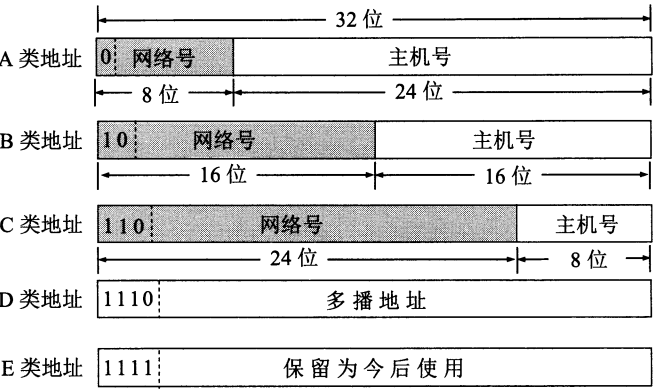 32位
A 类地址 0 网络号 主机号
8 位 24 位
B 类地址 10 网络号 主机号
16 位 16 位
C 类地址 110 网络号 主机号
24 位 8 位
D 类地址 1110 多播地址
E 类地址 1111 保留为今后使用